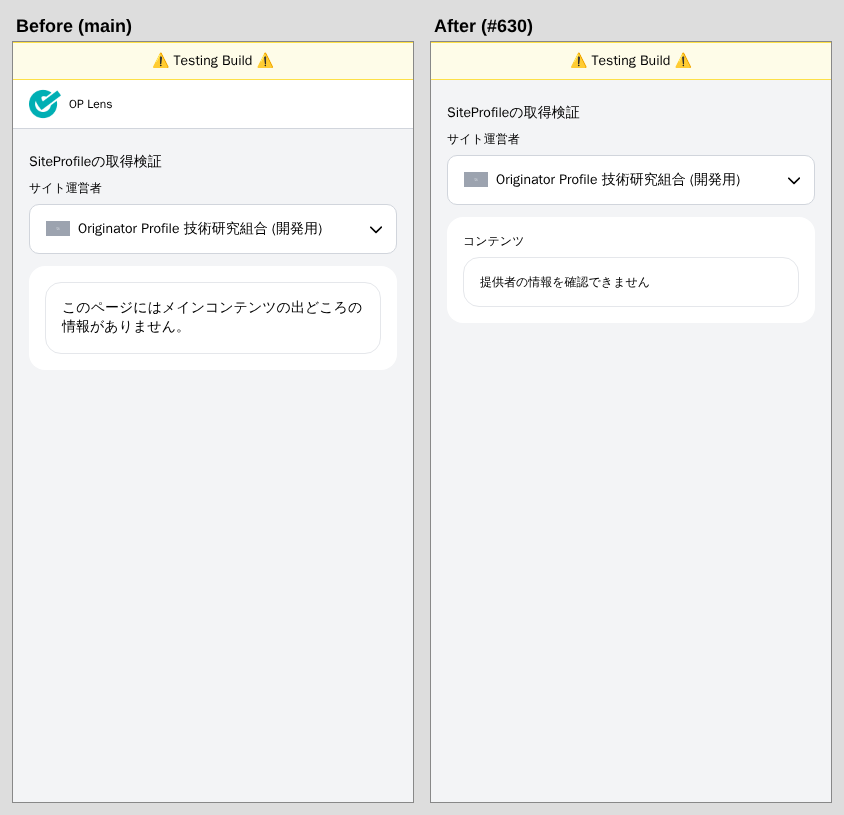 Before (main)
⚠️ Testing Build ⚠️
OP Lens
SiteProfileの取得検証
サイト運営者
Originator Profile 技術研究組合 (開発用)
このページにはメインコンテンツの出どころの
情報がありません。
After (#630)
⚠️ Testing Build ⚠️
SiteProfileの取得検証
サイト運営者
Originator Profile 技術研究組合 (開発用)
コンテンツ
提供者の情報を確認できません